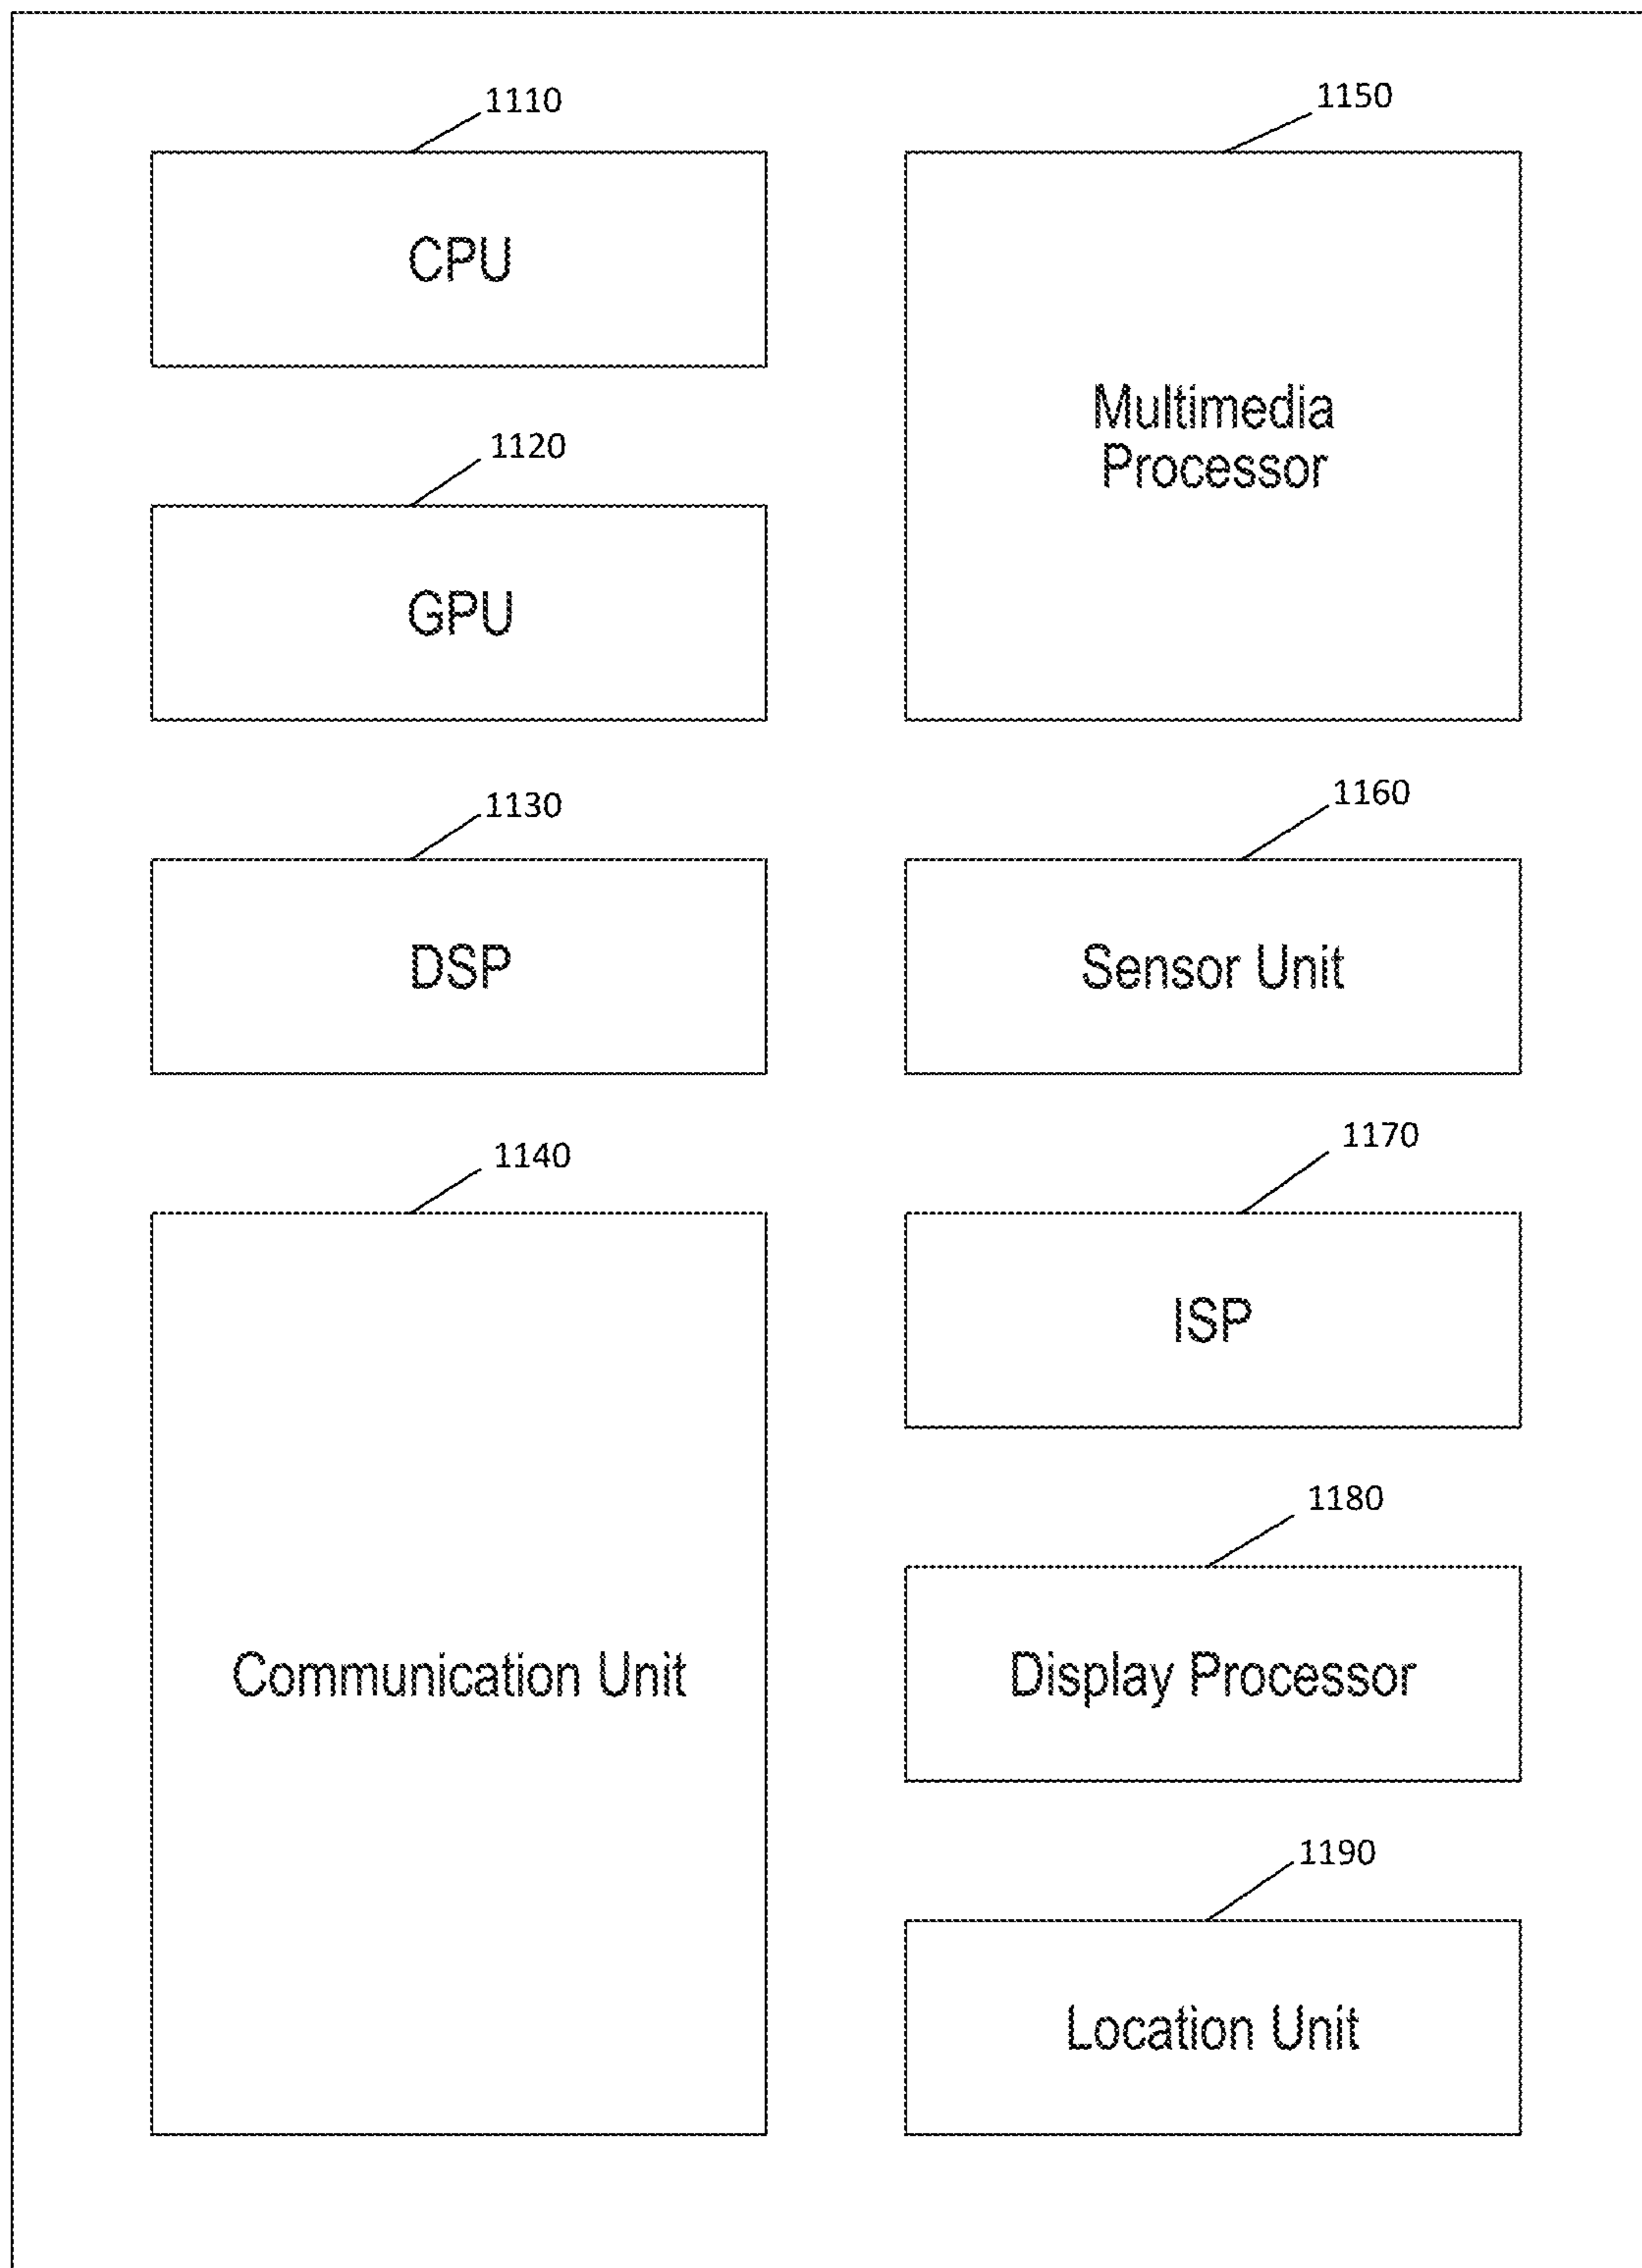 1110
CPU
1120
GPU
1130
DSP
1140
Communication Unit
1150
Multimedia
Processor
1160
Sensor Unit
1170
ISP
1180
Display Processor
1190
Location Unit